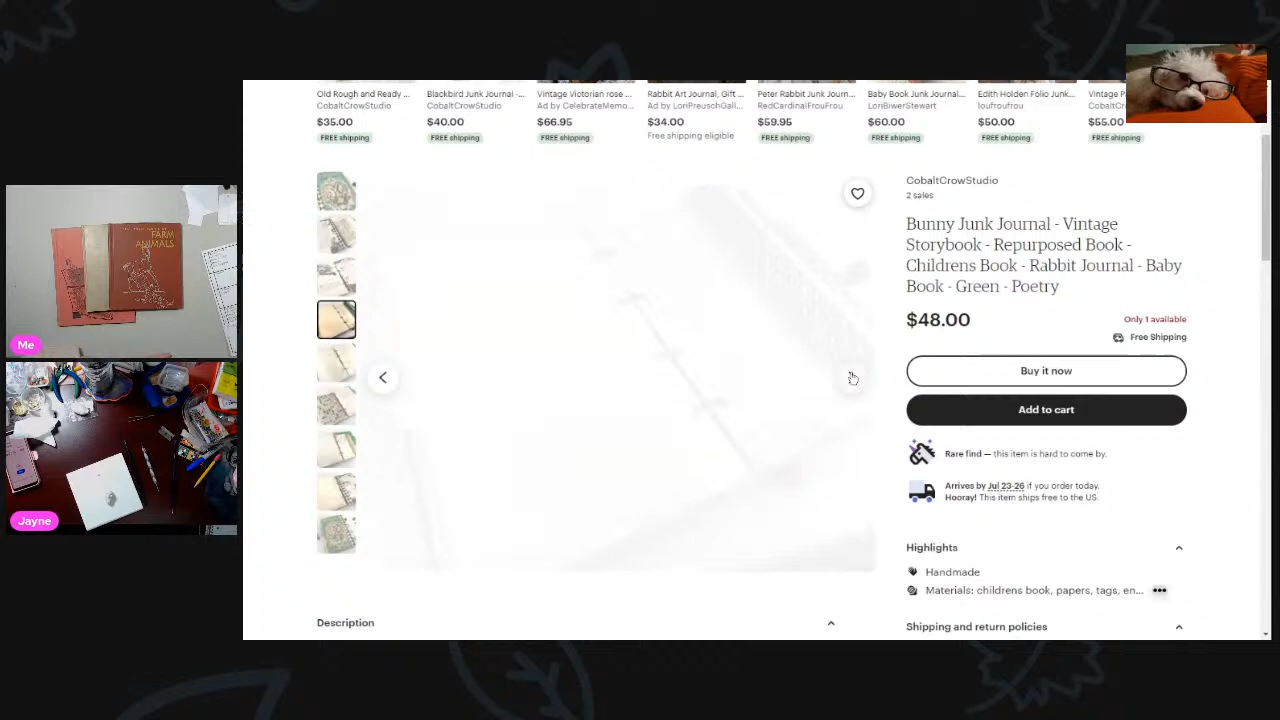 Old Rough and Ready ...
CobaltCrowStudio
$35.00
FREE shipping
Blackbird Junk Journal -...
CobaltCrowStudio
$40.00
FREE shipping
Vintage Victorian rose ...
Ad by CelebrateMemo...
$66.95
FREE shipping
Rabbit Art Journal, Gift ...
Ad by LoriPreuschGall...
$34.00
Free shipping eligible
Peter Rabbit Junk Journ...
RedCardinalFrouFrou
$59.95
FREE shipping
Baby Book Junk Journal...
LoriBiwerStewart
$60.00
FREE shipping
Edith Holden Folio Junk...
loufroufrou
$50.00
FREE shipping
Vintage P
CobaltC
$55.00
FREE shipping
CobaltCrowStudio
2 sales
Bunny Junk Journal - Vintage
Storybook - Repurposed Book -
Childrens Book - Rabbit Journal - Baby
Book - Green - Poetry
$48.00
Only 1 available
Free Shipping
Buy it now
Add to cart
Rare find — this item is hard to come by.
Arrives by Jul 23-26 if you order today.
Hooray! This item ships free to the US.
Highlights
Handmade
Materials: childrens book, papers, tags, en...
Shipping and return policies
Description
FARM
ANIMALS
Me
Jayne